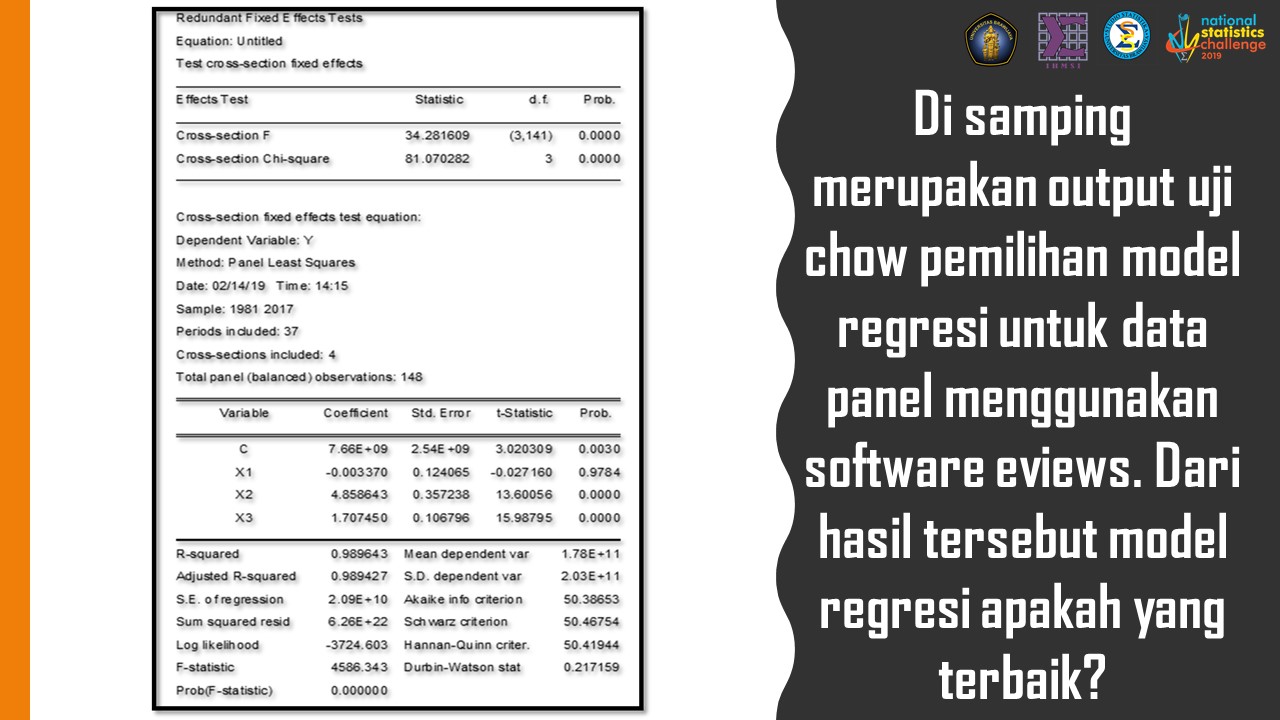 Redundant Fixed Effects Tests
Equation: Untitled
Test cross-section fixed effects
Effects Test Statistic d.f. Prob.
Cross-section F 34.281609 (3,141) 0.0000
Cross-section Chi-square 81.070282 3 0.0000
Cross-section fixed effects test equation:
Dependent Variable: Y
Method: Panel Least Squares
Date: 02/14/19 Time: 14:15
Sample: 1981 2017
Periods included: 37
Cross-sections included: 4
Total panel (balanced) observations: 148
Variable Coefficient Std. Error t-Statistic Prob.
C 7.66E+09 2.54E+09 3.020309 0.0030
X1 -0.003370 0.124065 -0.027160 0.9784
X2 4.858643 0.357238 13.60056 0.0000
X3 1.707450 0.106796 15.98795 0.0000
R-squared 0.989643 Mean dependent var 1.78E+11
Adjusted R-squared 0.989427 S.D. dependent var 2.03E+11
S.E. of regression 2.09E+10 Akaike info criterion 50.38653
Sum squared resid 6.26E+22 Schwarz criterion 50.46754
Log likelihood -3724.603 Hannan-Quinn criter. 50.41944
F-statistic 4586.343 Durbin-Watson stat 0.217159
Prob(F-statistic) 0.000000
national
statistics
challenge
2019
Di samping
merupakan output uji
chow pemilihan model
regresi untuk data
panel menggunakan
software eviews. Dari
hasil tersebut model
regresi apakah yang
terbaik?